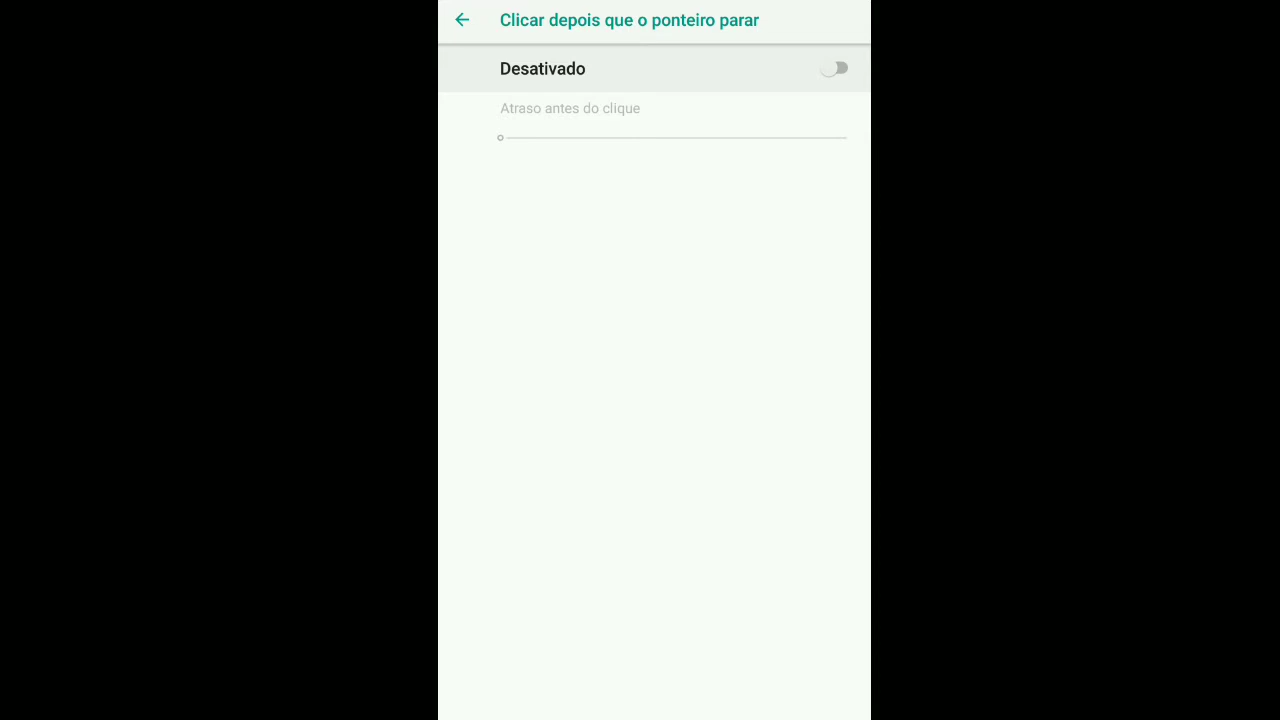 Clicar depois que o ponteiro parar
Desativado
Atraso antes do clique